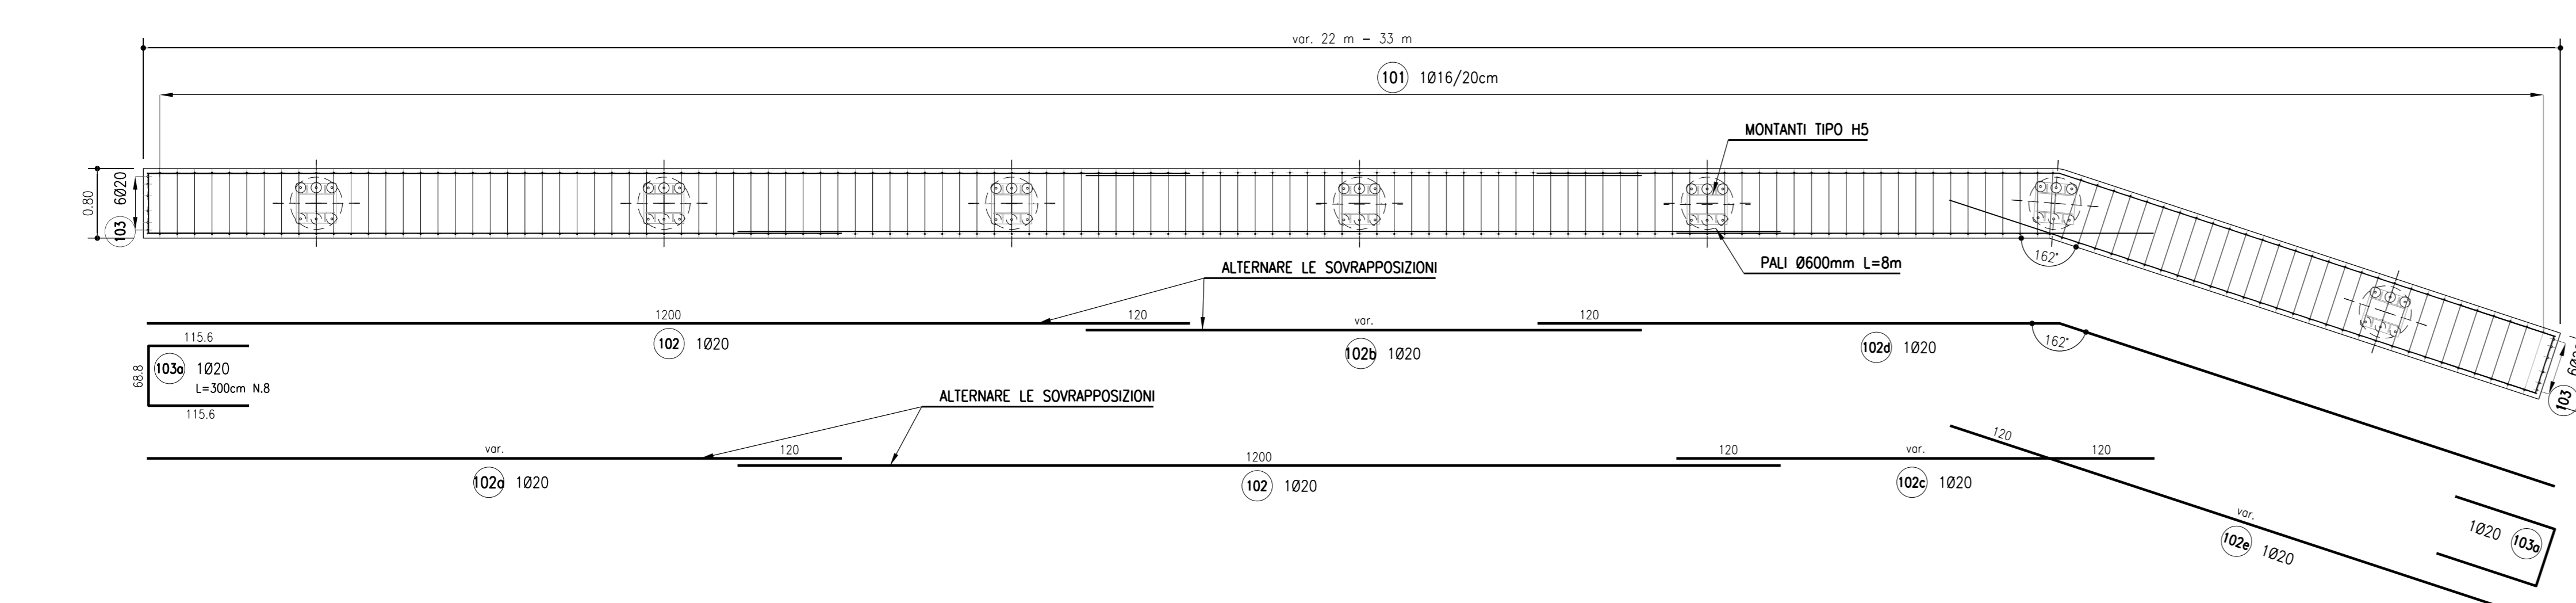 var. 22 m – 33 m
101 1Ø16/20cm
MONTANTI TIPO H5
0.80
6Ø20
103
PALI Ø600mm L=8m
162°
ALTERNARE LE SOVRAPPOSIZIONI
1200
120
var.
120
102 1Ø20
102b 1Ø20
102d 1Ø20
162°
103
115.6
68.8
103a 1Ø20
L=300cm N.8
115.6
ALTERNARE LE SOVRAPPOSIZIONI
var.
120
1200
120
var.
120
120
102a 1Ø20
102 1Ø20
102c 1Ø20
var.
102e 1Ø20
1Ø20 103a